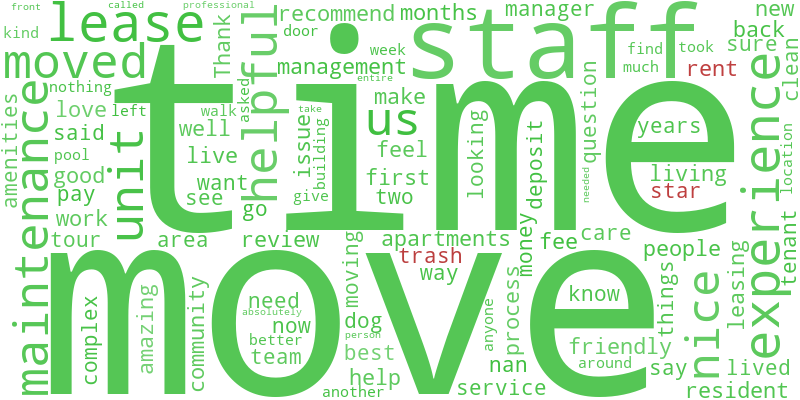 front
called
professional
kind
lease
Thank
helpful
recommend
months
manager
new
staff
door
week
back
sure
find
took
moved
management
entire
much
rent
clean
nothing
asked
time
make
experience
amenities
maintenance
love
left
walk
take
us
question
years
location
said
unit
well
issue
building
feel
looking
deposit
pool
live
living
good
want
give
first
star
pay
see
two
needed
tenant
work
go
money
nice
tour
area
review
apartments
fee
care
people
trash
move
moving
way
process
things
leasing
complex
amazing
community
need
know
absolutely
now
dog
anyone
person
better
friendly
team
best
nan
around
say
lived
help
another
service
resident